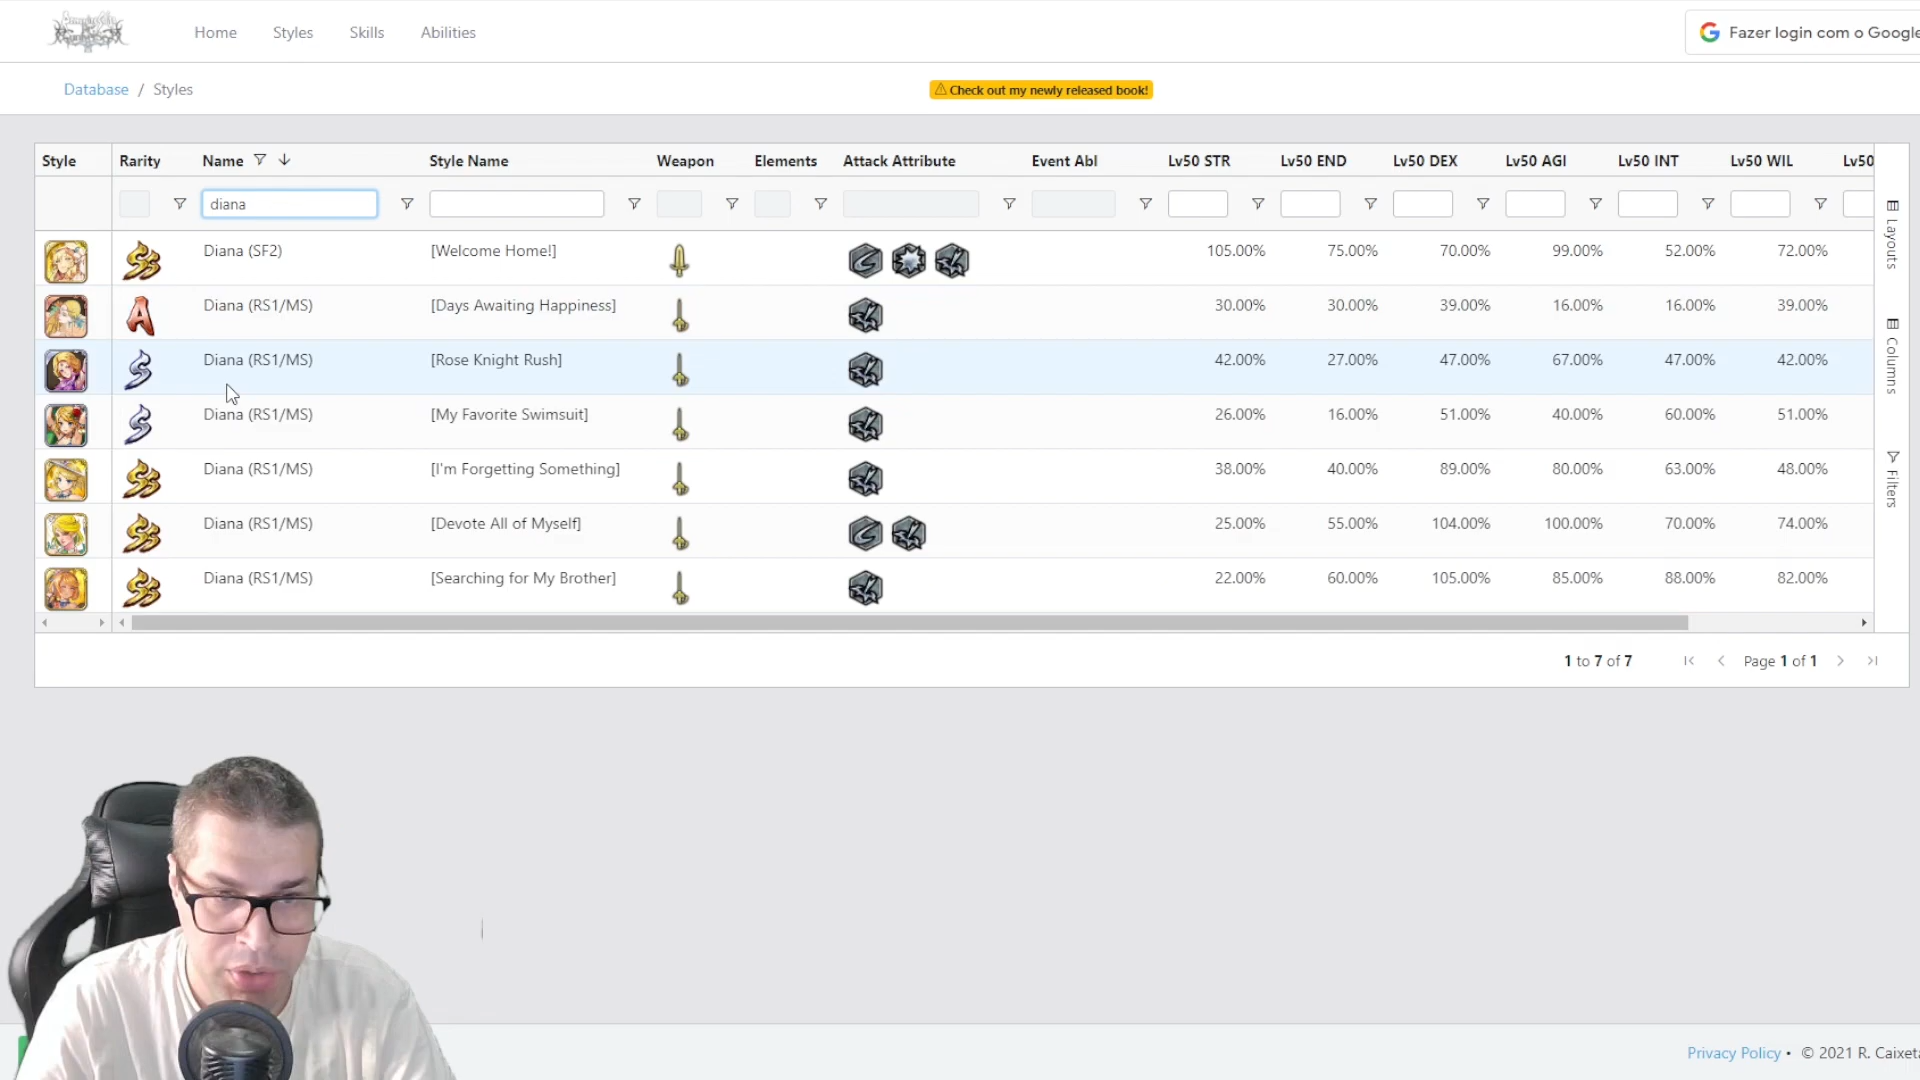 Home Styles Skills Abilities Fazer login com o Google
Database / Styles Check out my newly released book!
Style Rarity Name Style Name Weapon Elements Attack Attribute Event Abl Lv50 STR Lv50 END Lv50 DEX Lv50 AGI Lv50 INT Lv50 WIL Lv50
diana
Diana (SF2) [Welcome Home!] 105.00% 75.00% 70.00% 99.00% 52.00% 72.00%
Diana (RS1/MS) [Days Awaiting Happiness] 30.00% 30.00% 39.00% 16.00% 16.00% 39.00%
Diana (RS1/MS) [Rose Knight Rush] 42.00% 27.00% 47.00% 67.00% 47.00% 42.00%
Diana (RS1/MS) [My Favorite Swimsuit] 26.00% 16.00% 51.00% 40.00% 60.00% 51.00%
Diana (RS1/MS) [I'm Forgetting Something] 38.00% 40.00% 89.00% 80.00% 63.00% 48.00%
Diana (RS1/MS) [Devote All of Myself] 25.00% 55.00% 104.00% 100.00% 70.00% 74.00%
Diana (RS1/MS) [Searching for My Brother] 22.00% 60.00% 105.00% 85.00% 88.00% 82.00%
Layouts
Columns
Filters
1 to 7 of 7 Page 1 of 1
Privacy Policy • © 2021 R. Caixeta